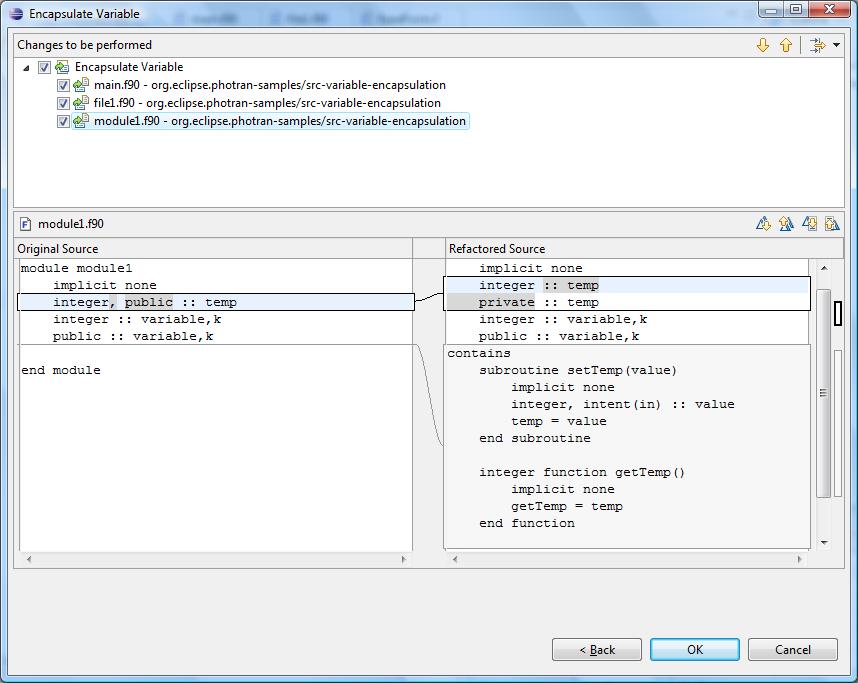 Encapsulate Variable
Changes to be performed
Encapsulate Variable
main.f90 - org.eclipse.photran-samples/src-variable-encapsulation
file1.f90 - org.eclipse.photran-samples/src-variable-encapsulation
module1.f90 - org.eclipse.photran-samples/src-variable-encapsulation
module1.f90
Original Source
module module1
    implicit none
    integer, public :: temp
    integer :: variable,k
    public :: variable,k
end module
Refactored Source
    implicit none
    integer :: temp
    private :: temp
    integer :: variable,k
    public :: variable,k
contains
    subroutine setTemp(value)
        implicit none
        integer, intent(in) :: value
        temp = value
    end subroutine
    integer function getTemp()
        implicit none
        getTemp = temp
    end function
< Back
OK
Cancel